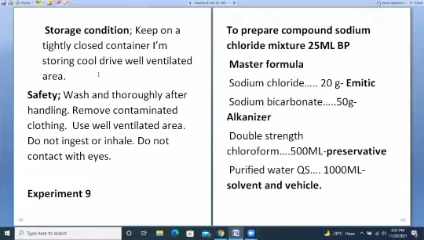 Storage condition; Keep on a
tightly closed container I'm
storing cool drive well ventilated
area.
Safety; Wash and thoroughly after
handling. Remove contaminated
clothing. Use well ventilated area.
Do not ingest or inhale. Do not
contact with eyes.
Experiment 9
To prepare compound sodium
chloride mixture 25ML BP
Master formula
Sodium chloride..... 20 g- Emitic
Sodium bicarbonate.....50g-
Alkanizer
Double strength
chloroform....500ML-preservative
Purified water QS.... 1000ML-
solvent and vehicle.
Type here to search